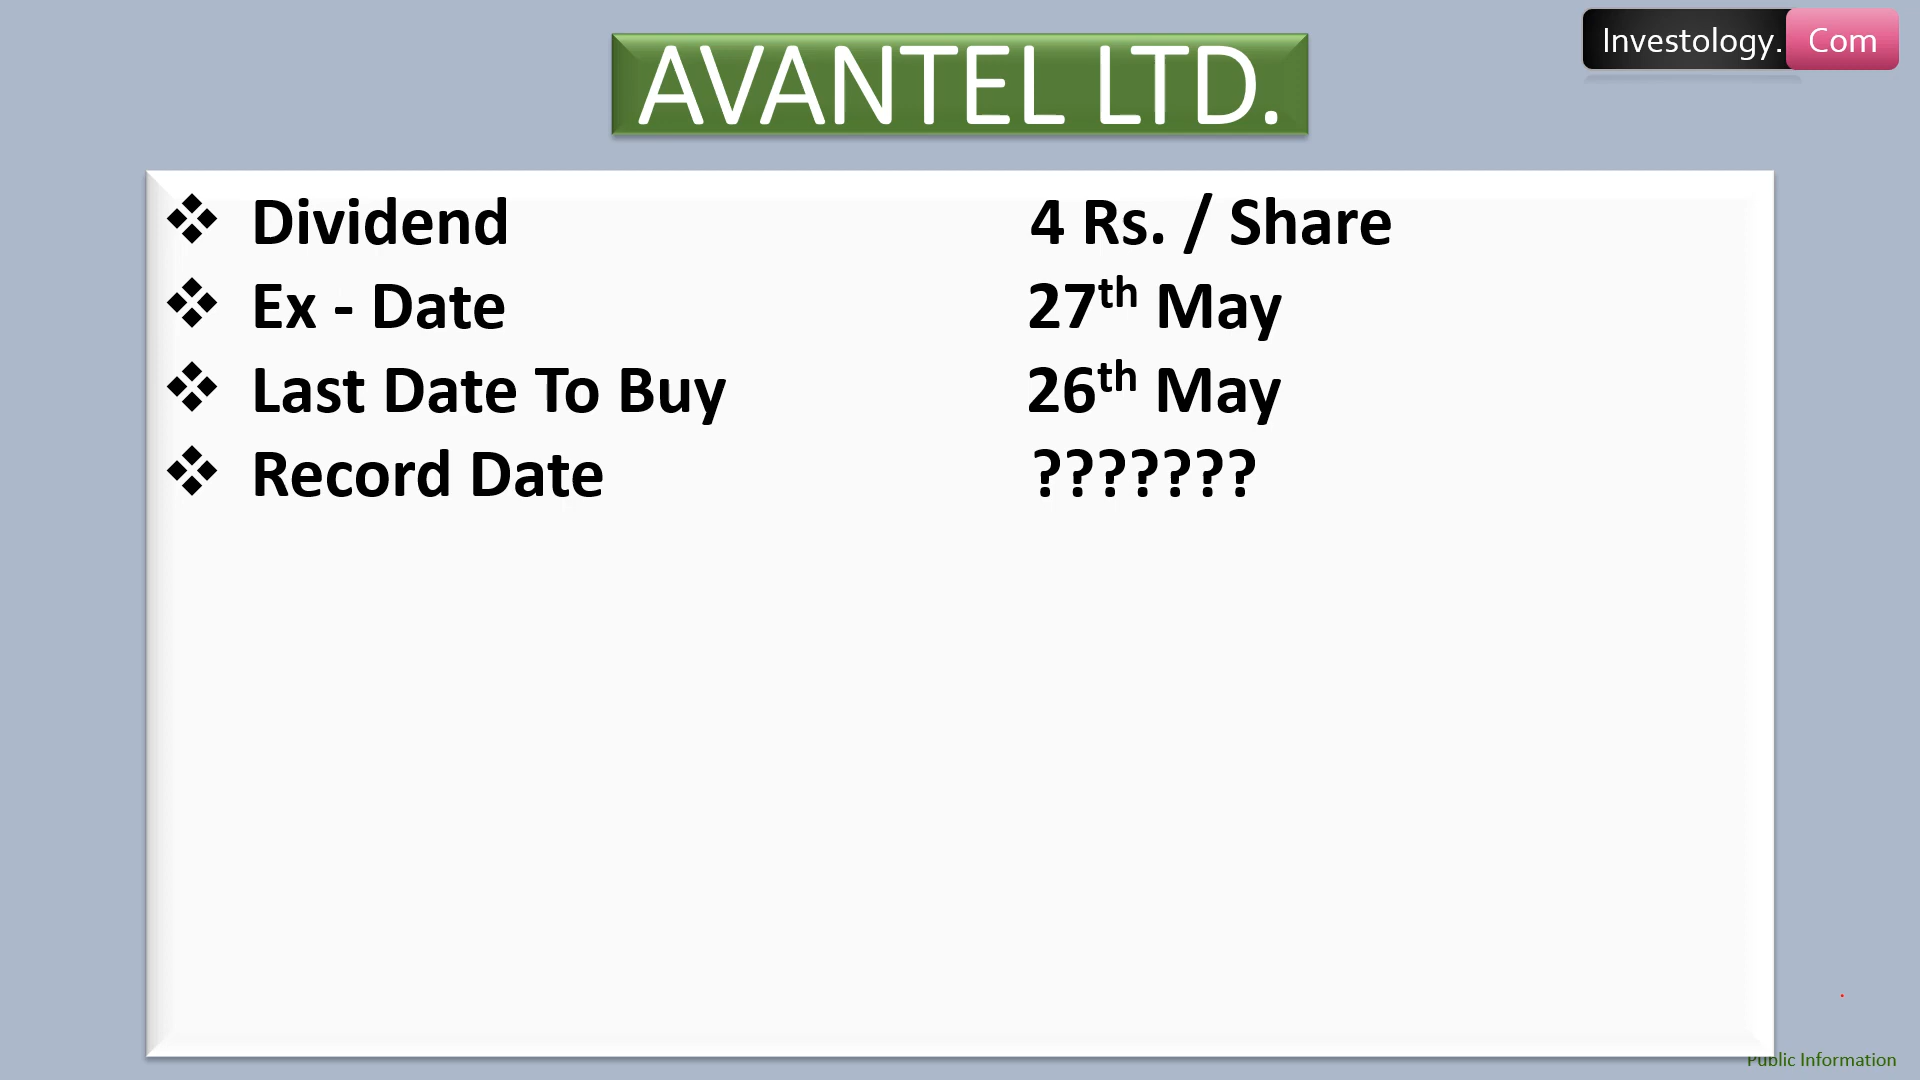 Investology. Com
AVANTEL LTD.
❖ Dividend 4 Rs. / Share
❖ Ex - Date 27th May
❖ Last Date To Buy 26th May
❖ Record Date ???????
Public Information